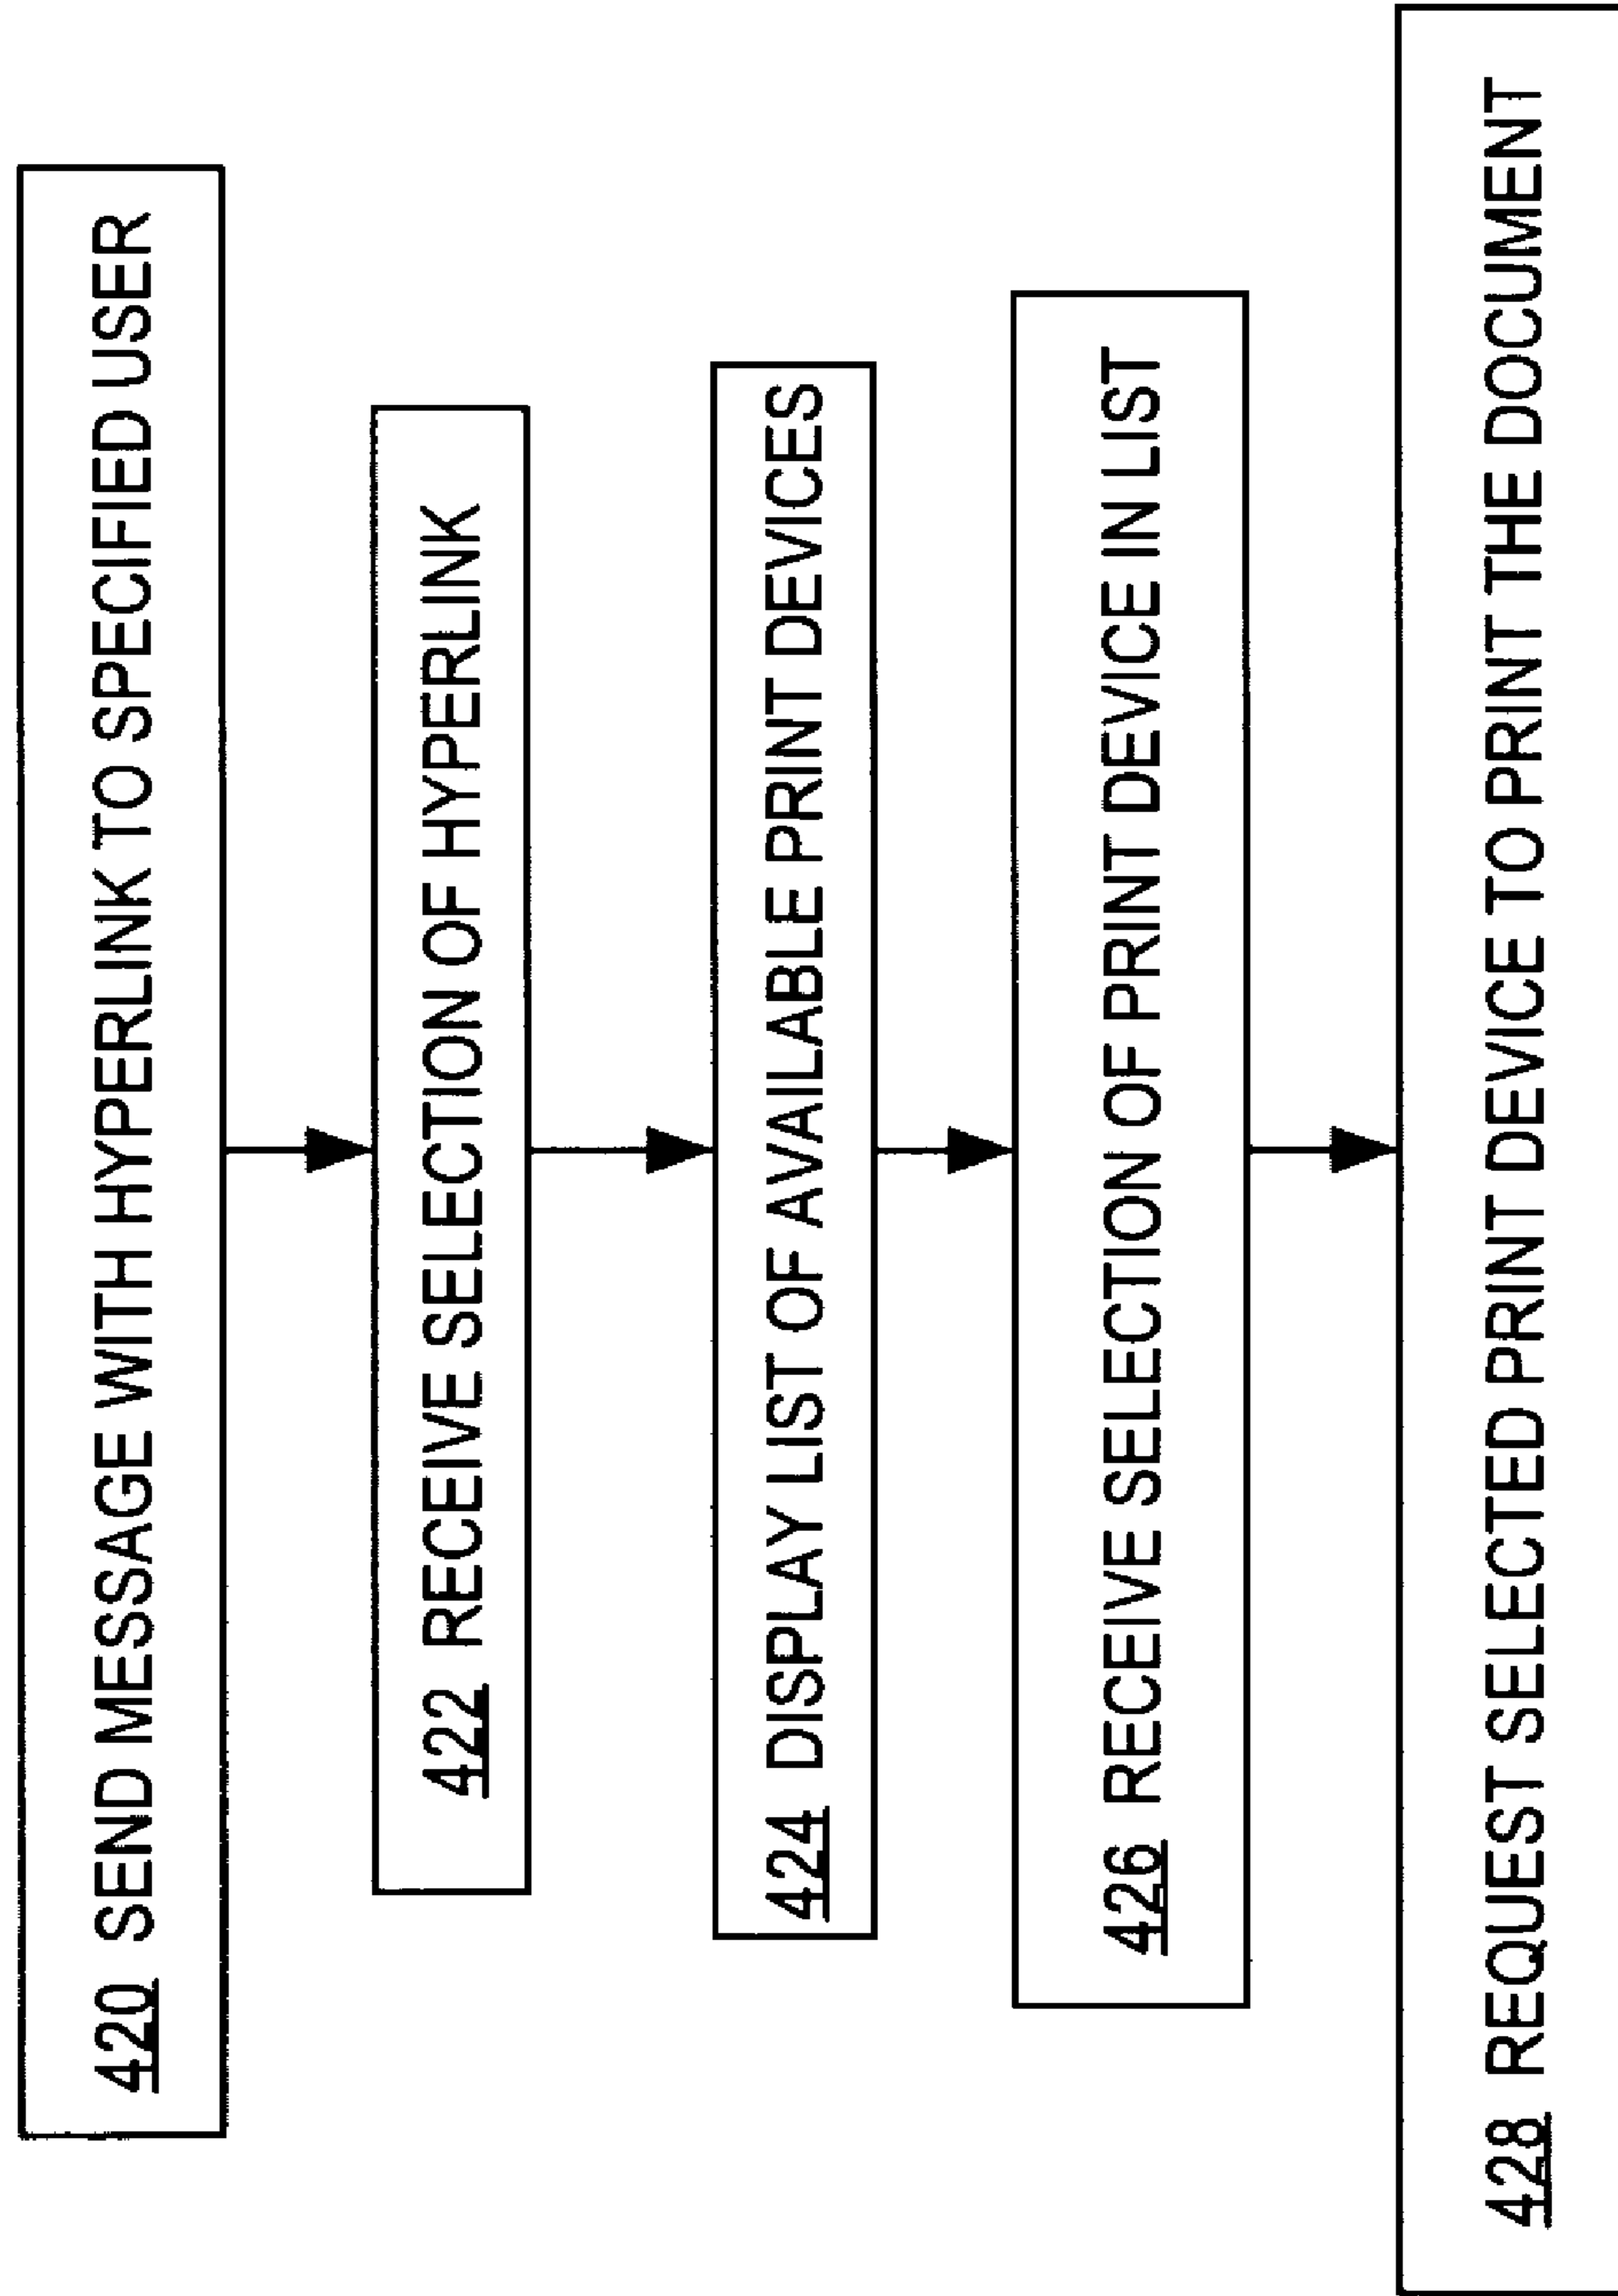 420 SEND MESSAGE WITH HYPERLINK TO SPECIFIED USER
422 RECEIVE SELECTION OF HYPERLINK
424 DISPLAY LIST OF AVAILABLE PRINT DEVICES
426 RECEIVE SELECTION OF PRINT DEVICE IN LIST
428 REQUEST SELECTED PRINT DEVICE TO PRINT THE DOCUMENT